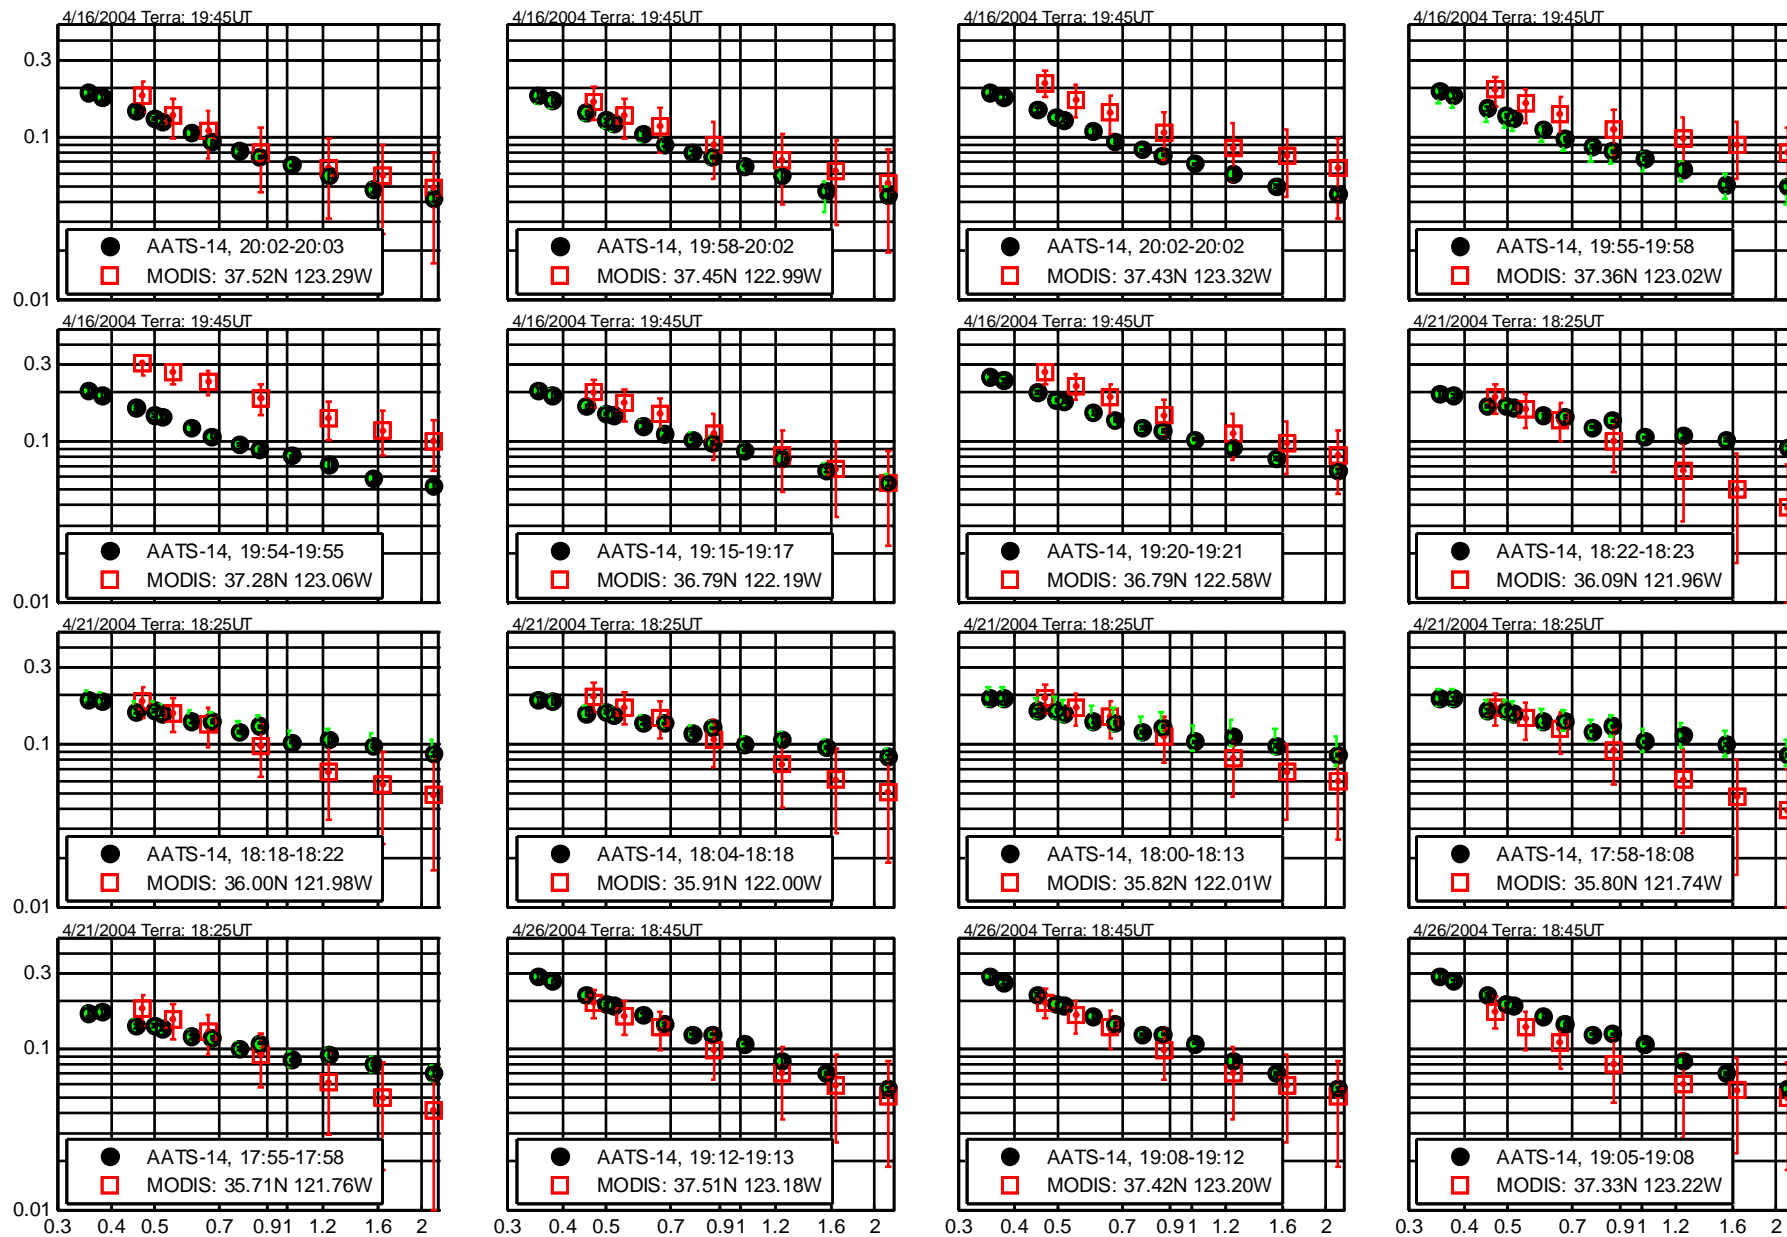 4/16/2004 Terra: 19:45UT 4/16/2004 Terra: 19:45UT 4/16/2004 Terra: 19:45UT 4/16/2004 Terra: 19:45UT
0.3
0.1
AATS-14, 20:02-20:03 AATS-14, 19:58-20:02 AATS-14, 20:02-20:02 AATS-14, 19:55-19:58
MODIS: 37.52N 123.29W MODIS: 37.45N 122.99W MODIS: 37.43N 123.32W MODIS: 37.36N 123.02W
0.01
4/16/2004 Terra: 19:45UT 4/16/2004 Terra: 19:45UT 4/16/2004 Terra: 19:45UT 4/21/2004 Terra: 18:25UT
0.3
0.1
AATS-14, 19:54-19:55 AATS-14, 19:15-19:17 AATS-14, 19:20-19:21 AATS-14, 18:22-18:23
MODIS: 37.28N 123.06W MODIS: 36.79N 122.19W MODIS: 36.79N 122.58W MODIS: 36.09N 121.96W
0.01
4/21/2004 Terra: 18:25UT 4/21/2004 Terra: 18:25UT 4/21/2004 Terra: 18:25UT 4/21/2004 Terra: 18:25UT
0.3
0.1
AATS-14, 18:18-18:22 AATS-14, 18:04-18:18 AATS-14, 18:00-18:13 AATS-14, 17:58-18:08
MODIS: 36.00N 121.98W MODIS: 35.91N 122.00W MODIS: 35.82N 122.01W MODIS: 35.80N 121.74W
0.01
4/21/2004 Terra: 18:25UT 4/26/2004 Terra: 18:45UT 4/26/2004 Terra: 18:45UT 4/26/2004 Terra: 18:45UT
0.3
0.1
AATS-14, 17:55-17:58 AATS-14, 19:12-19:13 AATS-14, 19:08-19:12 AATS-14, 19:05-19:08
MODIS: 35.71N 121.76W MODIS: 37.51N 123.18W MODIS: 37.42N 123.20W MODIS: 37.33N 123.22W
0.01
0.3 0.4 0.5 0.7 0.91 1.2 1.6 2 0.3 0.4 0.5 0.7 0.91 1.2 1.6 2 0.3 0.4 0.5 0.7 0.91 1.2 1.6 2 0.3 0.4 0.5 0.7 0.91 1.2 1.6 2